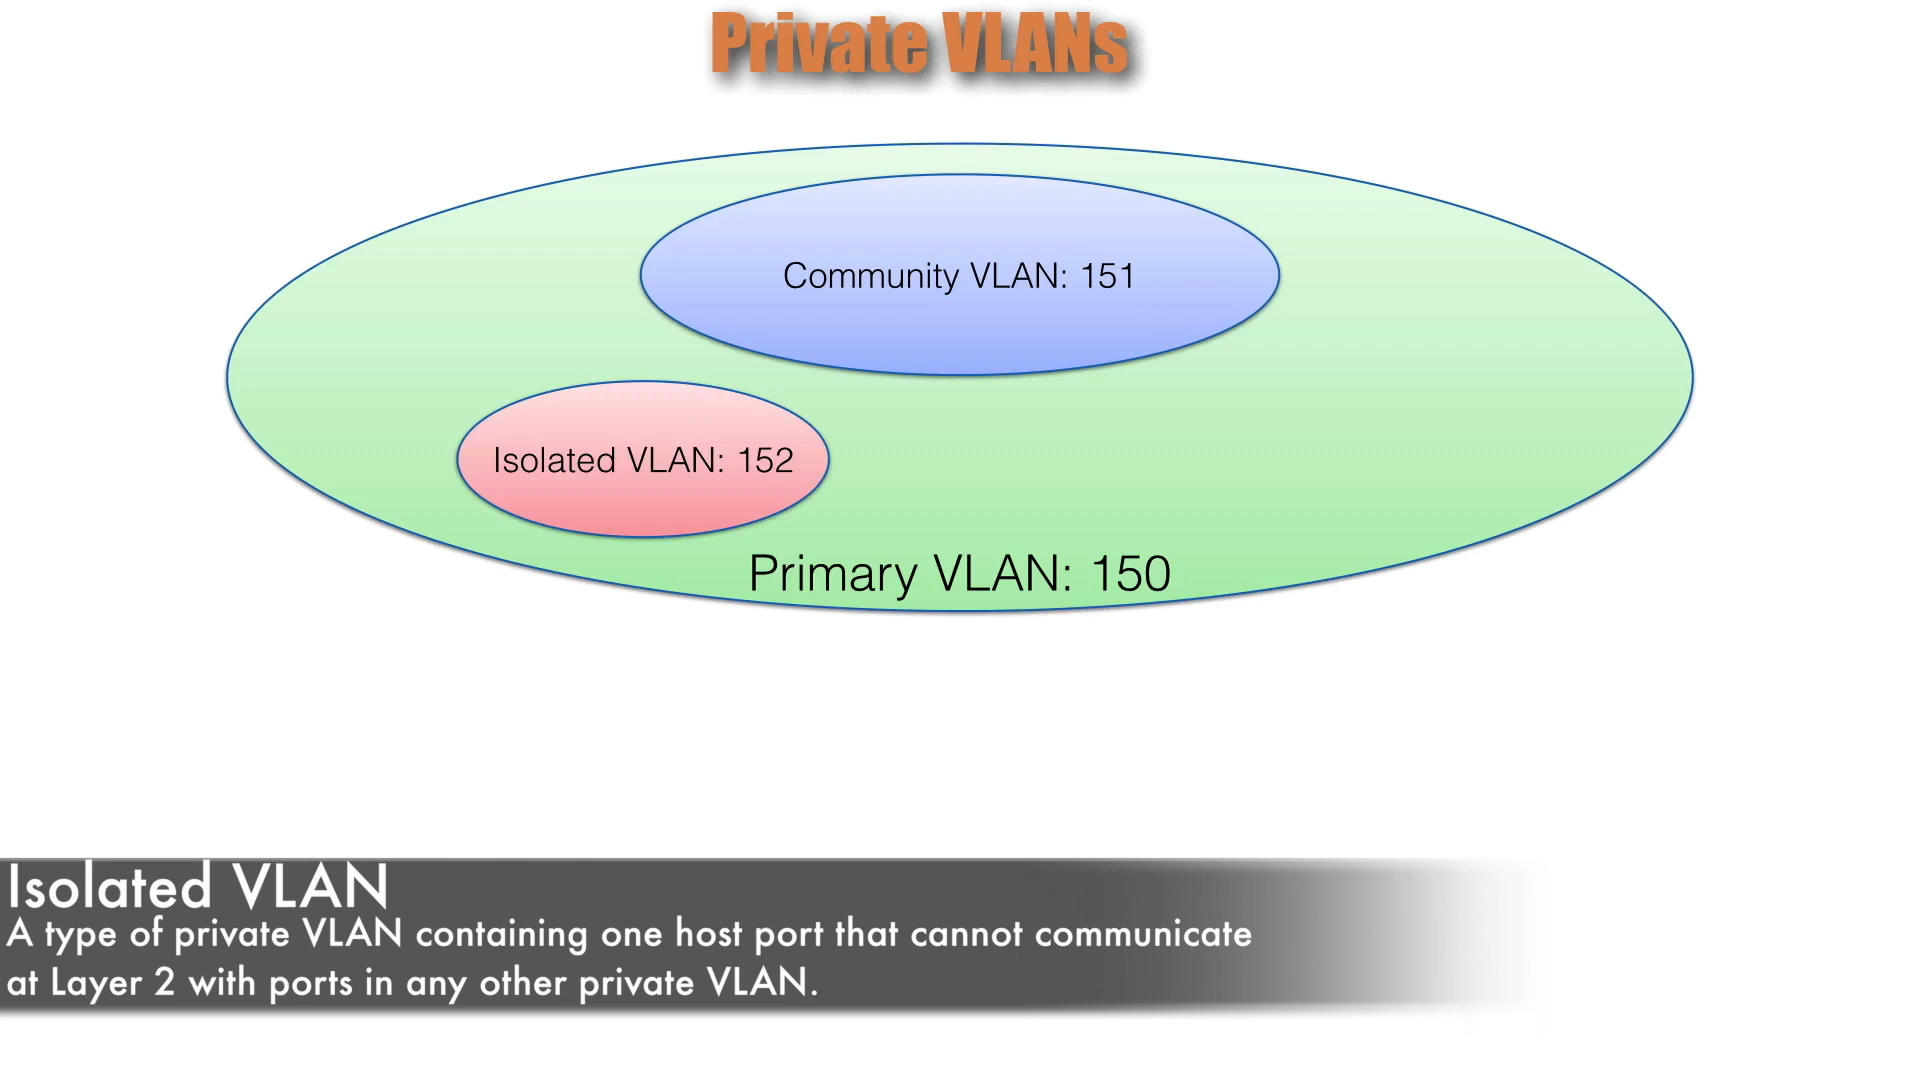 Private VLANs
Community VLAN: 151
Isolated VLAN: 152
Primary VLAN: 150
Isolated VLAN
A type of private VLAN containing one host port that cannot communicate
at Layer 2 with ports in any other private VLAN.